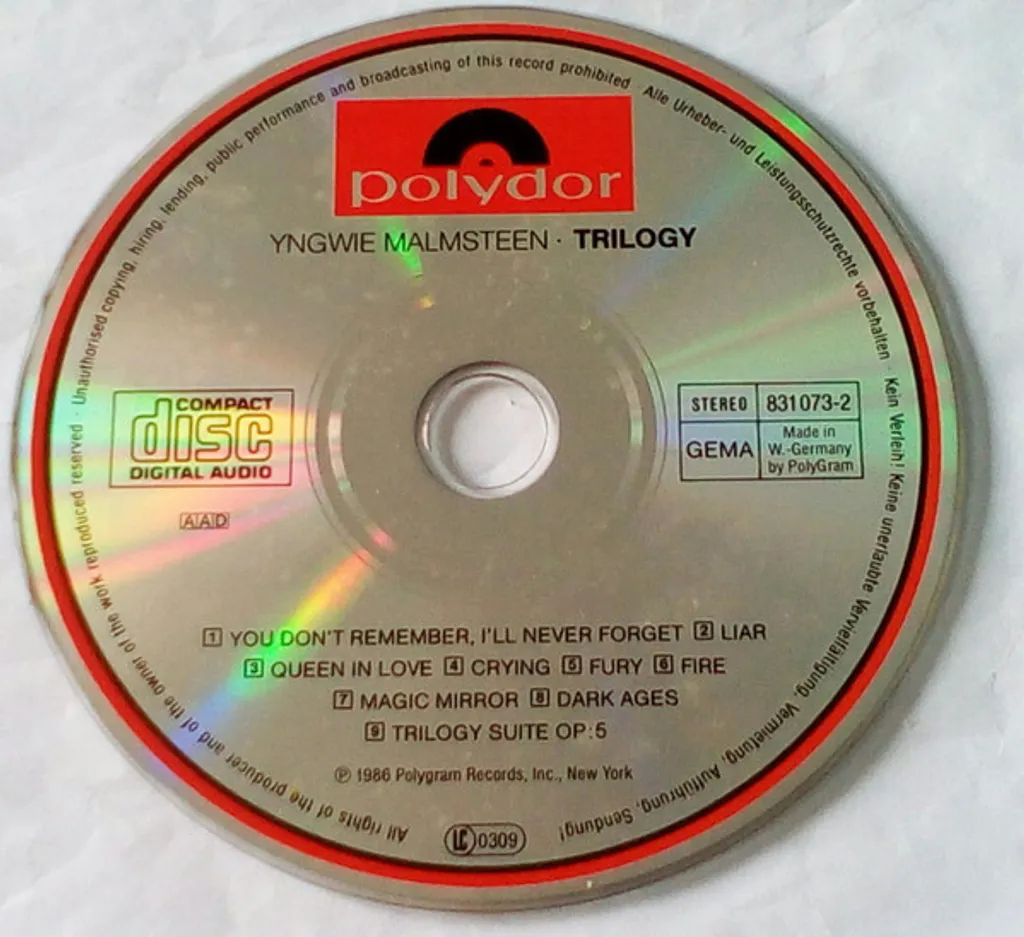 All rights of the producer and of the owner of the work reproduced reserved · Unauthorised copying, hiring, lending, public performance and broadcasting of this record prohibited · Alle Urheber- und Leistungsschutzrechte vorbehalten · Kein Verleih! Keine unerlaubte Vervielfältigung, Vermietung, Aufführung, Sendung!
polydor
YNGWIE MALMSTEEN · TRILOGY
COMPACT
disc
DIGITAL AUDIO
AAD
STEREO 831 073-2
GEMA
Made in
W.-Germany
by PolyGram
1 YOU DON'T REMEMBER, I'LL NEVER FORGET 2 LIAR
3 QUEEN IN LOVE 4 CRYING 5 FURY 6 FIRE
7 MAGIC MIRROR 8 DARK AGES
9 TRILOGY SUITE OP:5
℗ 1986 Polygram Records, Inc., New York
LC 0309